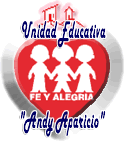 Unidad Educativa
FE Y ALEGRIA
"Andy Aparicio"